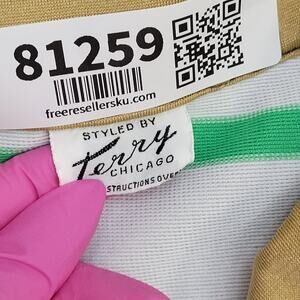 81259
freeresellersku.com
STYLED BY
Terry
CHICAGO
STRUCTIONS OVER